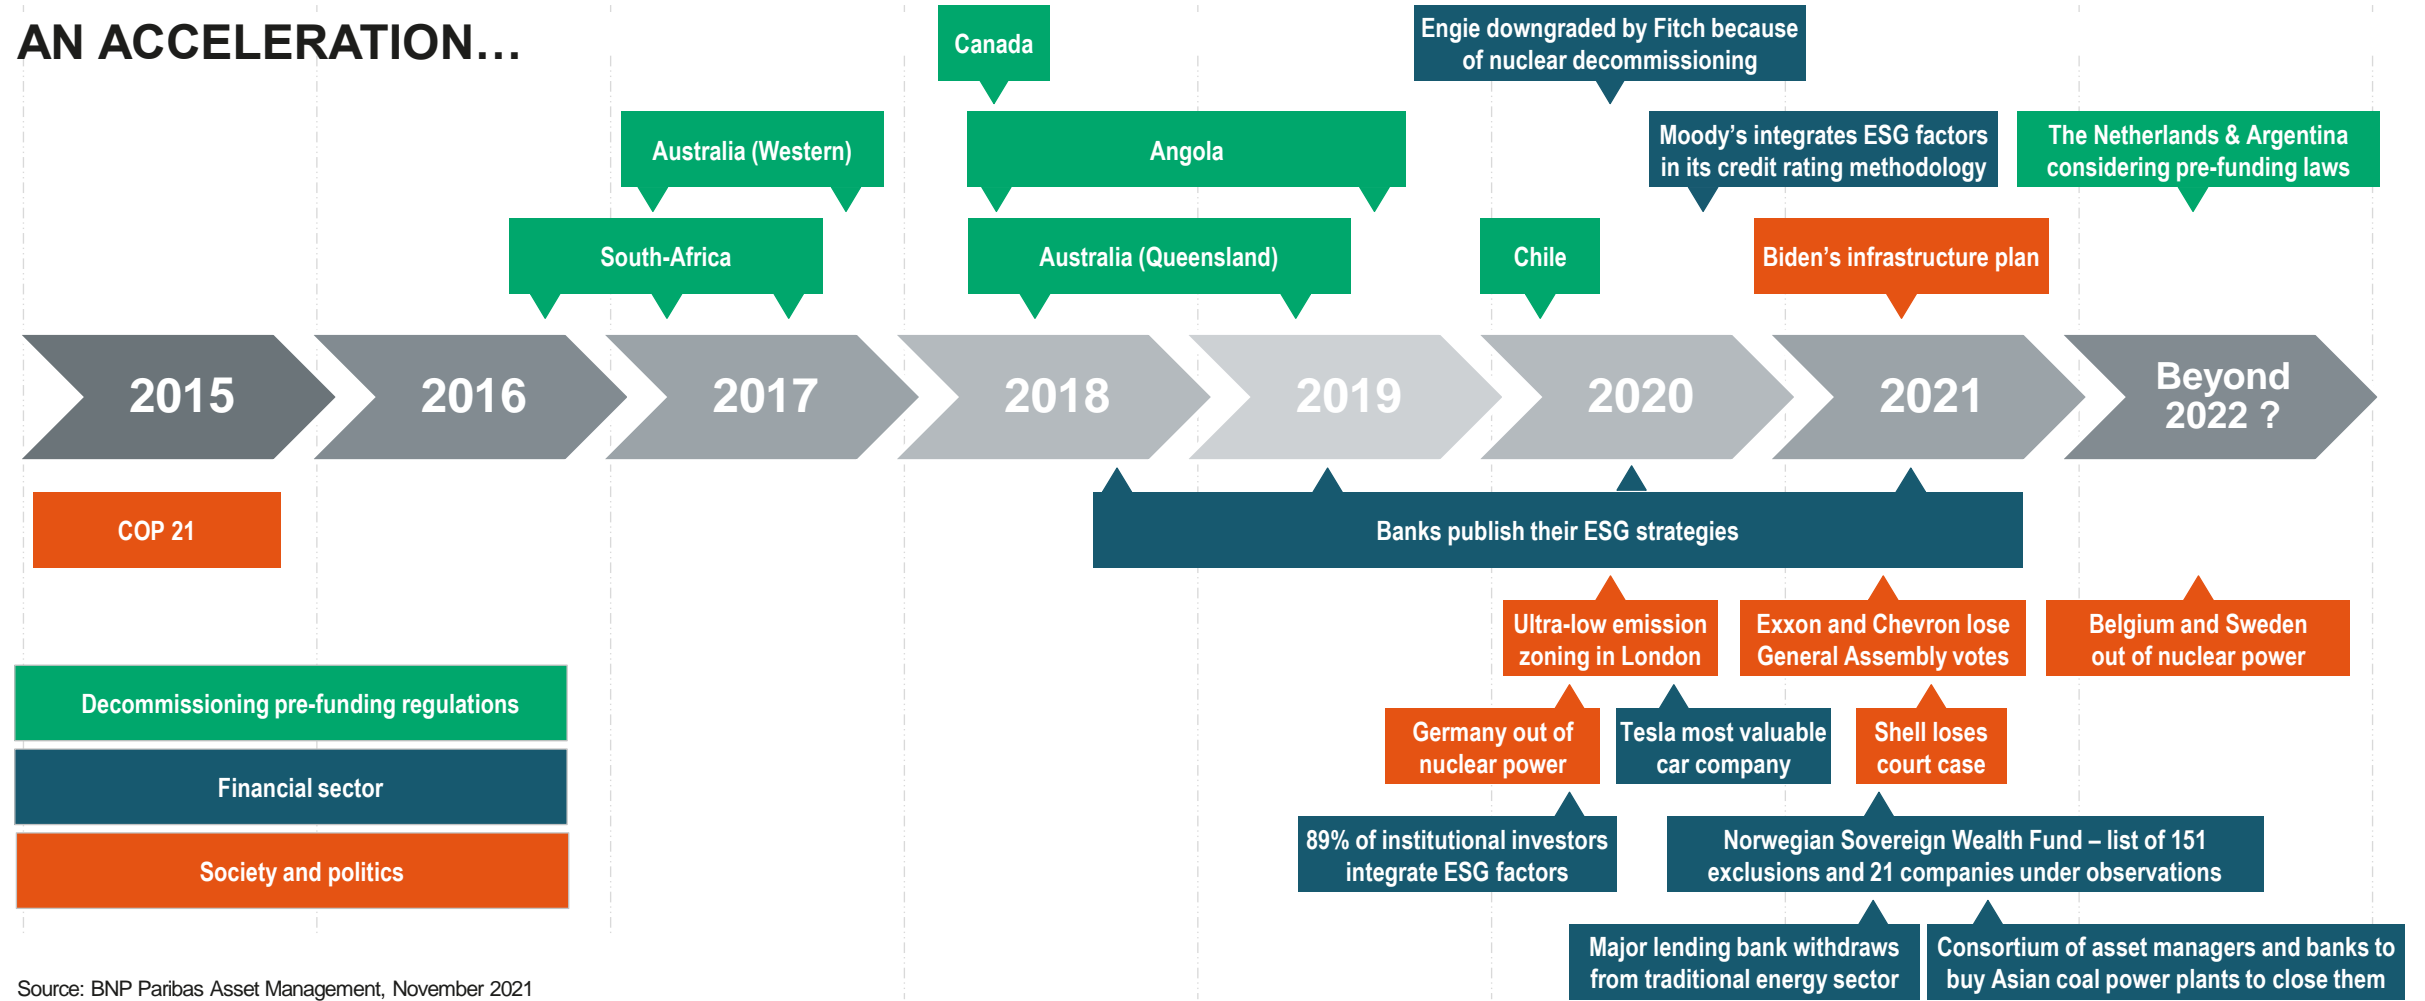 AN ACCELERATION…
Canada
Engie downgraded by Fitch because
of nuclear decommissioning
Australia (Western)
Angola
Moody’s integrates ESG factors
in its credit rating methodology
The Netherlands & Argentina
considering pre-funding laws
South-Africa
Australia (Queensland)
Chile
Biden’s infrastructure plan
2015
2016
2017
2018
2019
2020
2021
Beyond
2022 ?
COP 21
Banks publish their ESG strategies
Ultra-low emission
zoning in London
Exxon and Chevron lose
General Assembly votes
Belgium and Sweden
out of nuclear power
Germany out of
nuclear power
Tesla most valuable
car company
Shell loses
court case
89% of institutional investors
integrate ESG factors
Norwegian Sovereign Wealth Fund – list of 151
exclusions and 21 companies under observations
Major lending bank withdraws
from traditional energy sector
Consortium of asset managers and banks to
buy Asian coal power plants to close them
Decommissioning pre-funding regulations
Financial sector
Society and politics
Source: BNP Paribas Asset Management, November 2021